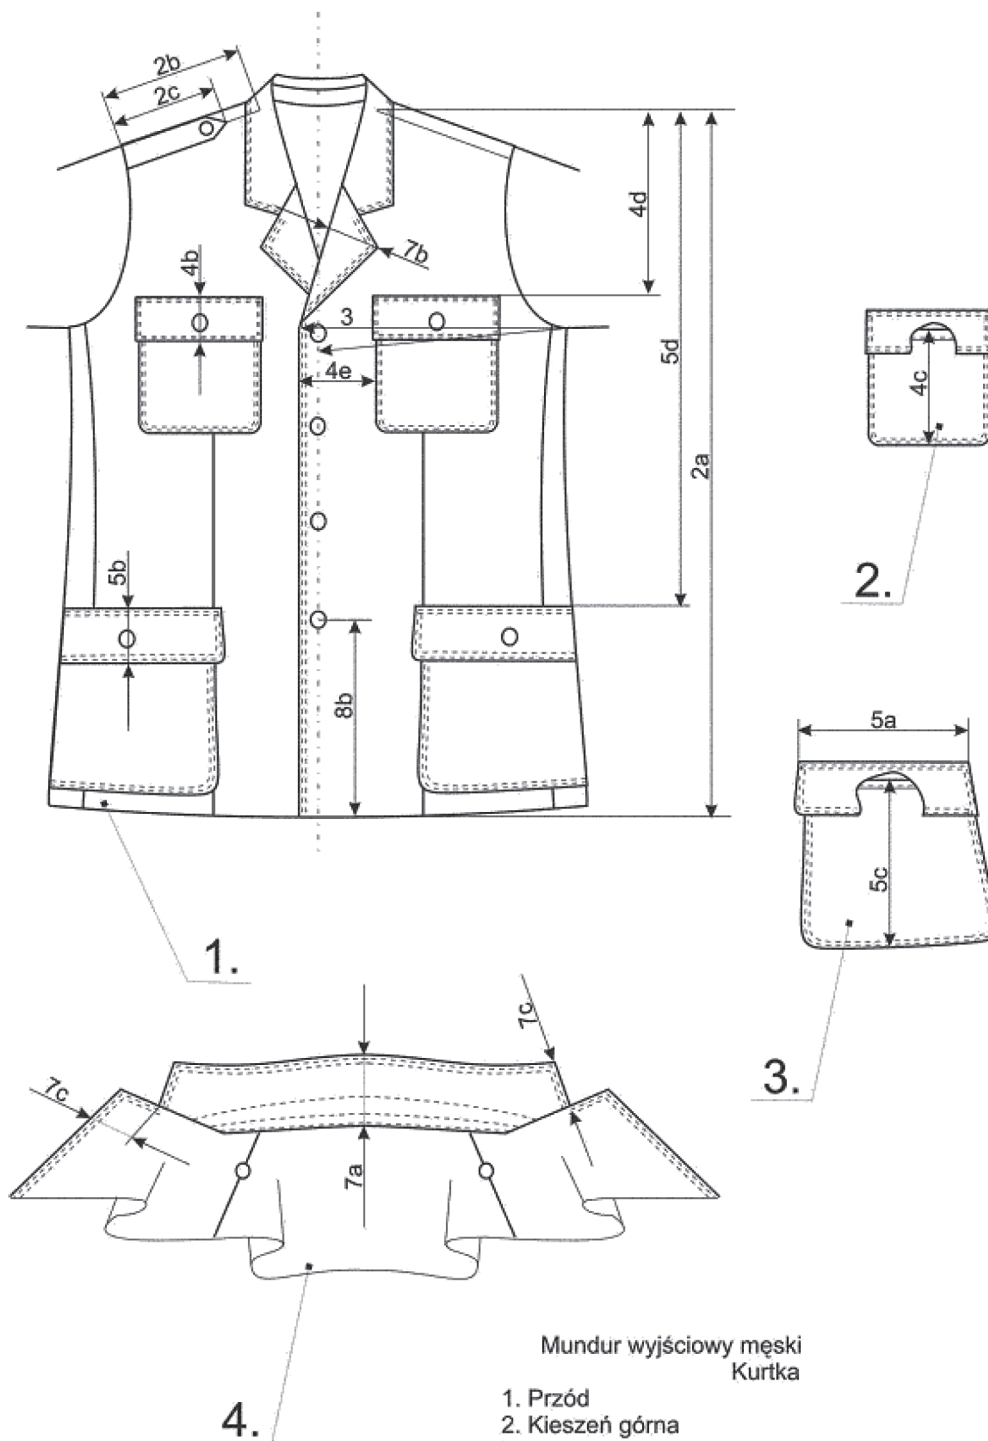 2b
2c
4d
7b
4b
3
5d
4e
4c
2a
2.
5b
8b
5a
5c
1.
7c
3.
7c
7a
Mundur wyjściowy męski
Kurtka
1. Przód
4.
2. Kieszeń górna